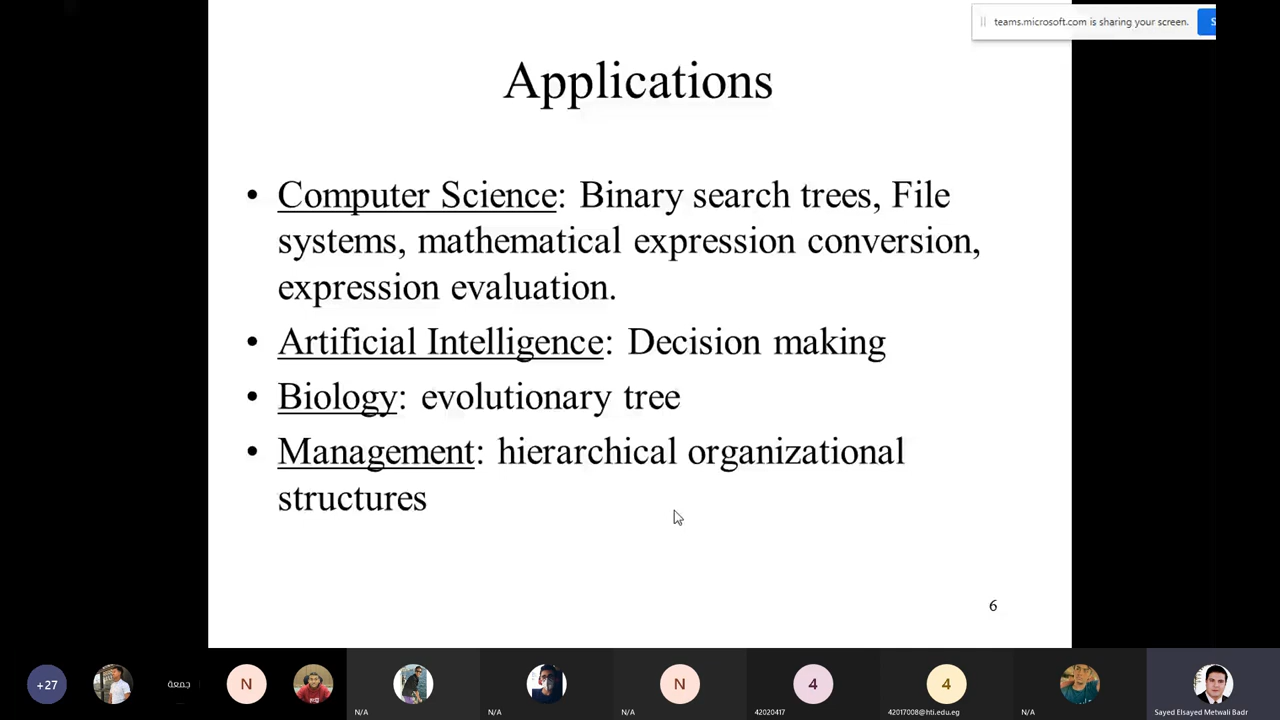 teams.microsoft.com is sharing your screen.
S
Applications
• Computer Science: Binary search trees, File
systems, mathematical expression conversion,
expression evaluation.
• Artificial Intelligence: Decision making
• Biology: evolutionary tree
• Management: hierarchical organizational
structures
6
+27
جمعة
N
N
4
4
N/A
N/A
N/A
42020417
42017008@hti.edu.eg
N/A
Sayed Elsayed Metwali Badr